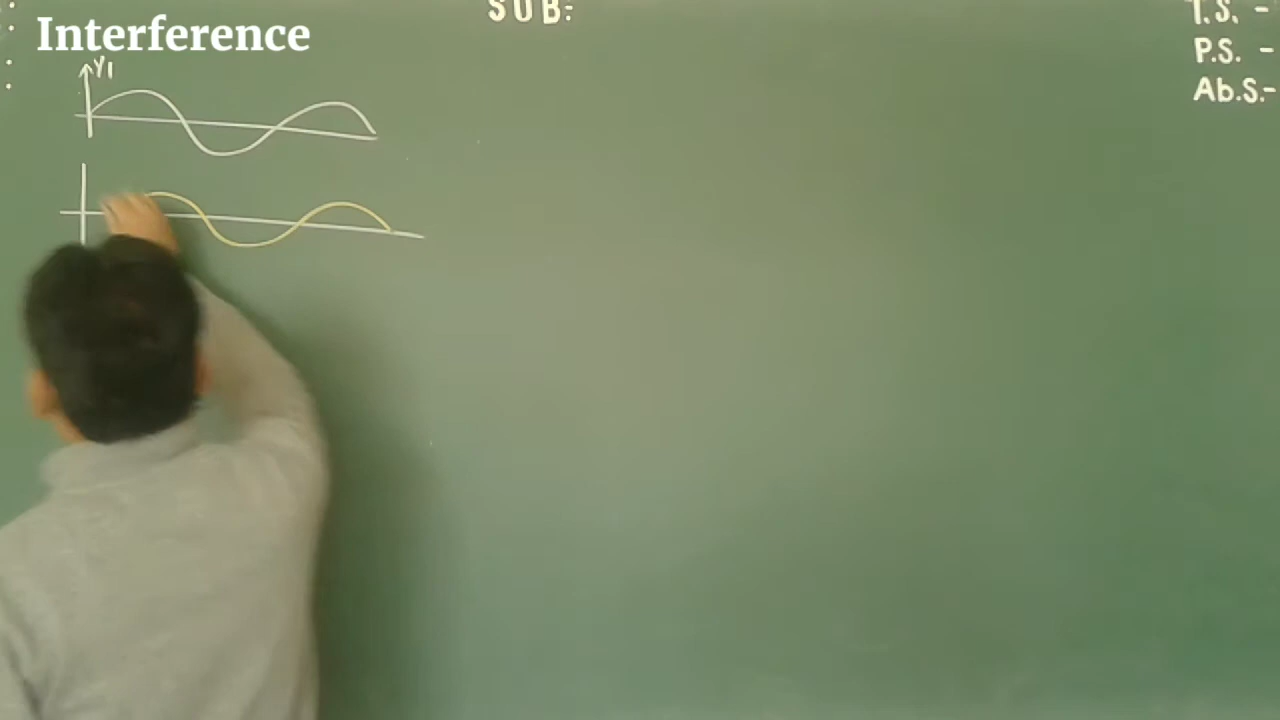 SUB:
Interference
T.S. -
P.S. -
Ab.S.-
Y1